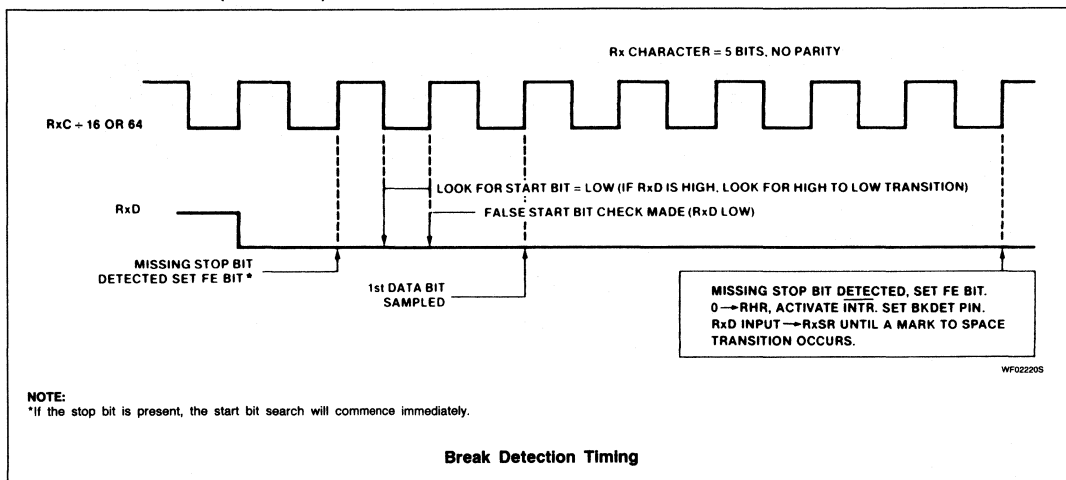 Rx CHARACTER = 5 BITS, NO PARITY
RxC ÷ 16 OR 64
LOOK FOR START BIT = LOW (IF RxD IS HIGH, LOOK FOR HIGH TO LOW TRANSITION)
RxD
FALSE START BIT CHECK MADE (RxD LOW)
MISSING STOP BIT
DETECTED SET FE BIT*
1st DATA BIT
SAMPLED
MISSING STOP BIT DETECTED, SET FE BIT.
0→RHR, ACTIVATE INTR. SET BKDET PIN.
RxD INPUT→RxSR UNTIL A MARK TO SPACE
TRANSITION OCCURS.
WF02220S
NOTE:
*If the stop bit is present, the start bit search will commence immediately.
Break Detection Timing